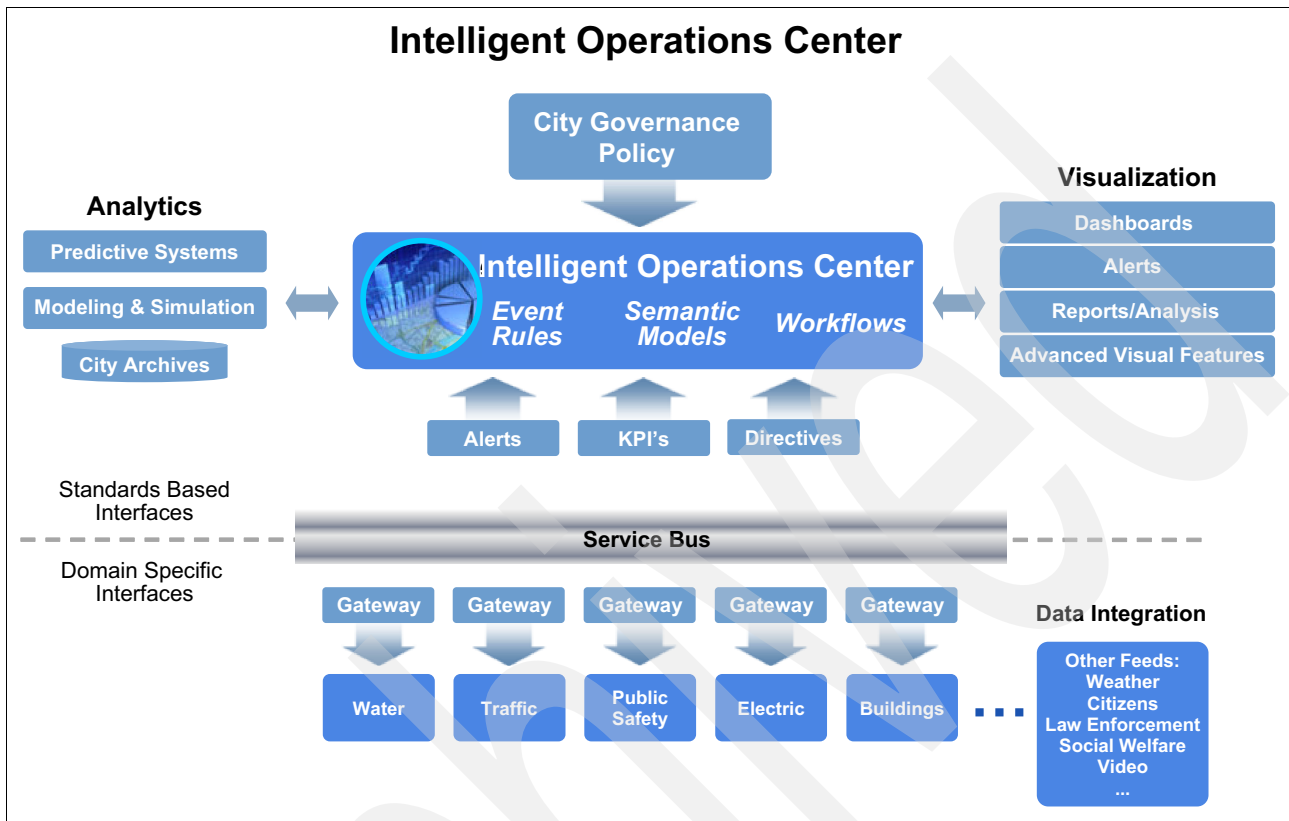 Intelligent Operations Center
City Governance
Policy
Analytics
Predictive Systems
Modeling & Simulation
City Archives
Intelligent Operations Center
Event
Rules
Semantic
Models
Workflows
Visualization
Dashboards
Alerts
Reports/Analysis
Advanced Visual Features
Alerts
KPI's
Directives
Standards Based
Interfaces
Service Bus
Domain Specific
Interfaces
Gateway
Gateway
Gateway
Gateway
Gateway
Water
Traffic
Public
Safety
Electric
Buildings
Data Integration
Other Feeds:
Weather
Citizens
Law Enforcement
Social Welfare
Video
...